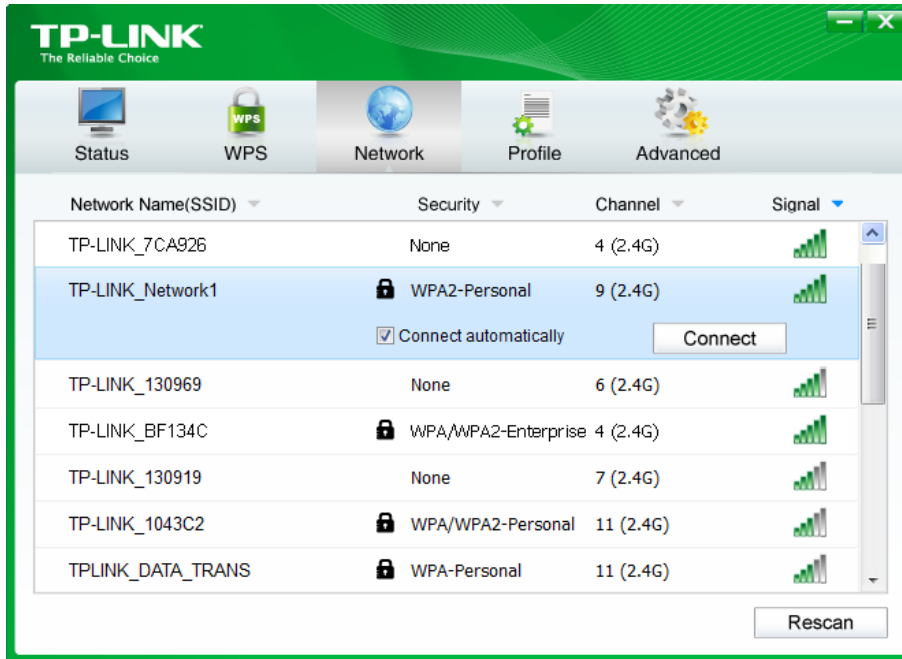 TP-LINK
The Reliable Choice
WPS
Status WPS Network Profile Advanced
Network Name(SSID) Security Channel Signal
TP-LINK_7CA926 None 4 (2.4G)
TP-LINK_Network1 WPA2-Personal 9 (2.4G)
Connect automatically Connect
TP-LINK_130969 None 6 (2.4G)
TP-LINK_BF134C WPA/WPA2-Enterprise 4 (2.4G)
TP-LINK_130919 None 7 (2.4G)
TP-LINK_1043C2 WPA/WPA2-Personal 11 (2.4G)
TPLINK_DATA_TRANS WPA-Personal 11 (2.4G)
Rescan